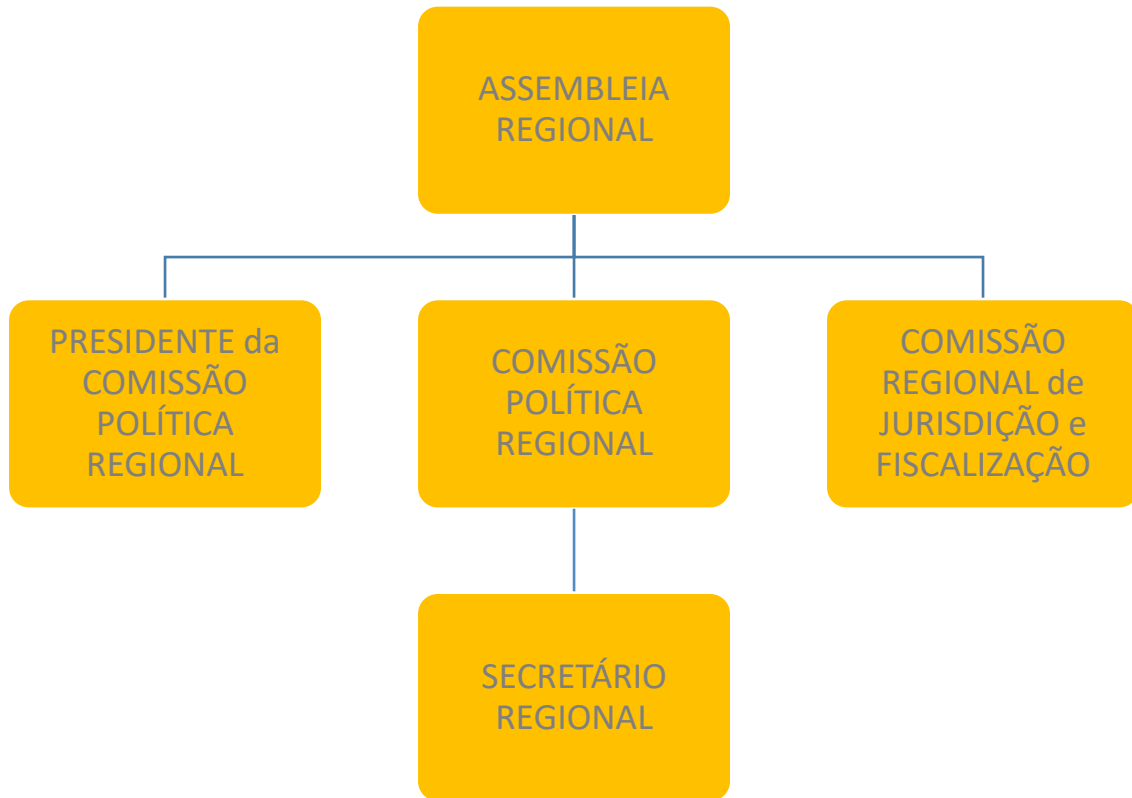 ASSEMBLEIA
REGIONAL
PRESIDENTE da
COMISSÃO
POLÍTICA
REGIONAL
COMISSÃO
POLÍTICA
REGIONAL
COMISSÃO
REGIONAL de
JURISDIÇÃO e
FISCALIZAÇÃO
SECRETÁRIO
REGIONAL